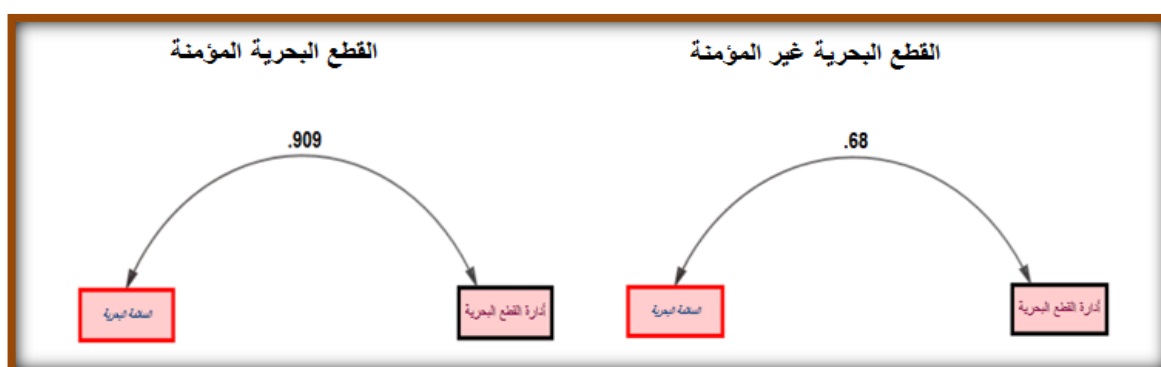 القطع البحرية غير المؤمنة
القطع البحرية المؤمنة
.68
.909
أدارة القطع البحرية
السلامة البحرية
أدارة القطع البحرية
السلامة البحرية